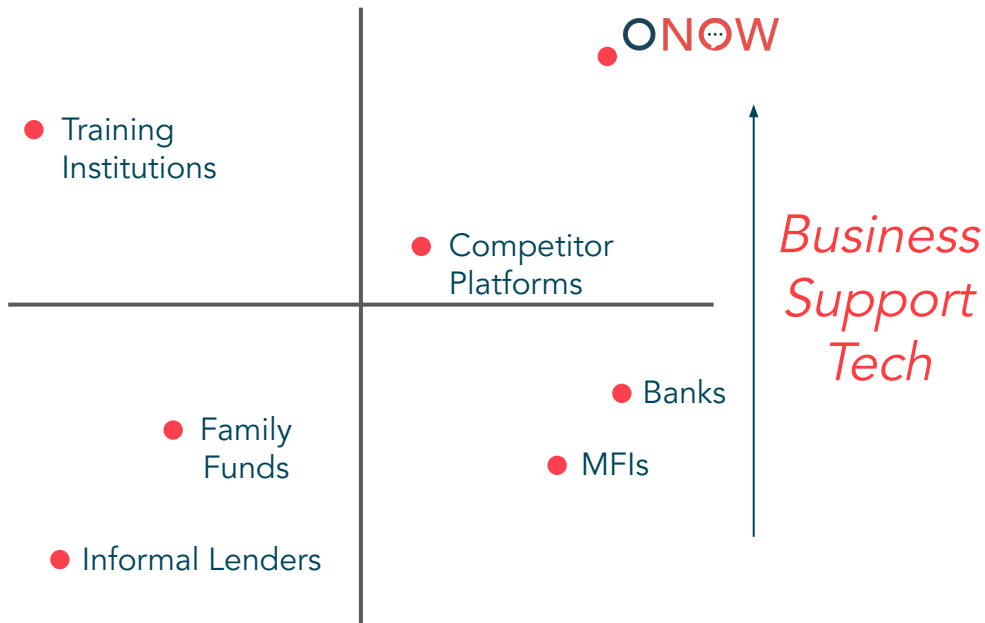 ONOW
Training
Institutions
Competitor
Platforms
Business
Support
Tech
Banks
Family
Funds
MFIs
Informal Lenders